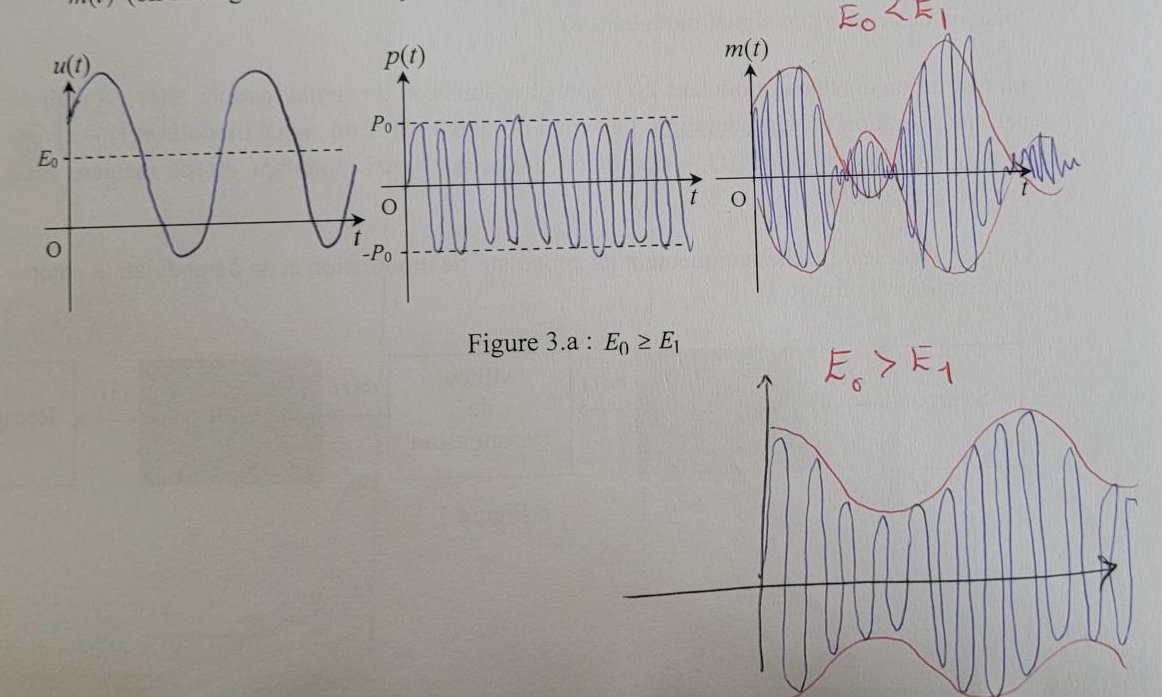 m(t)
E₀ < E₁
u(t)
E₀
O
t
p(t)
P₀
O
t
-P₀
m(t)
O
t
Figure 3.a : E₀ ≥ E₁
E₀ > E₁